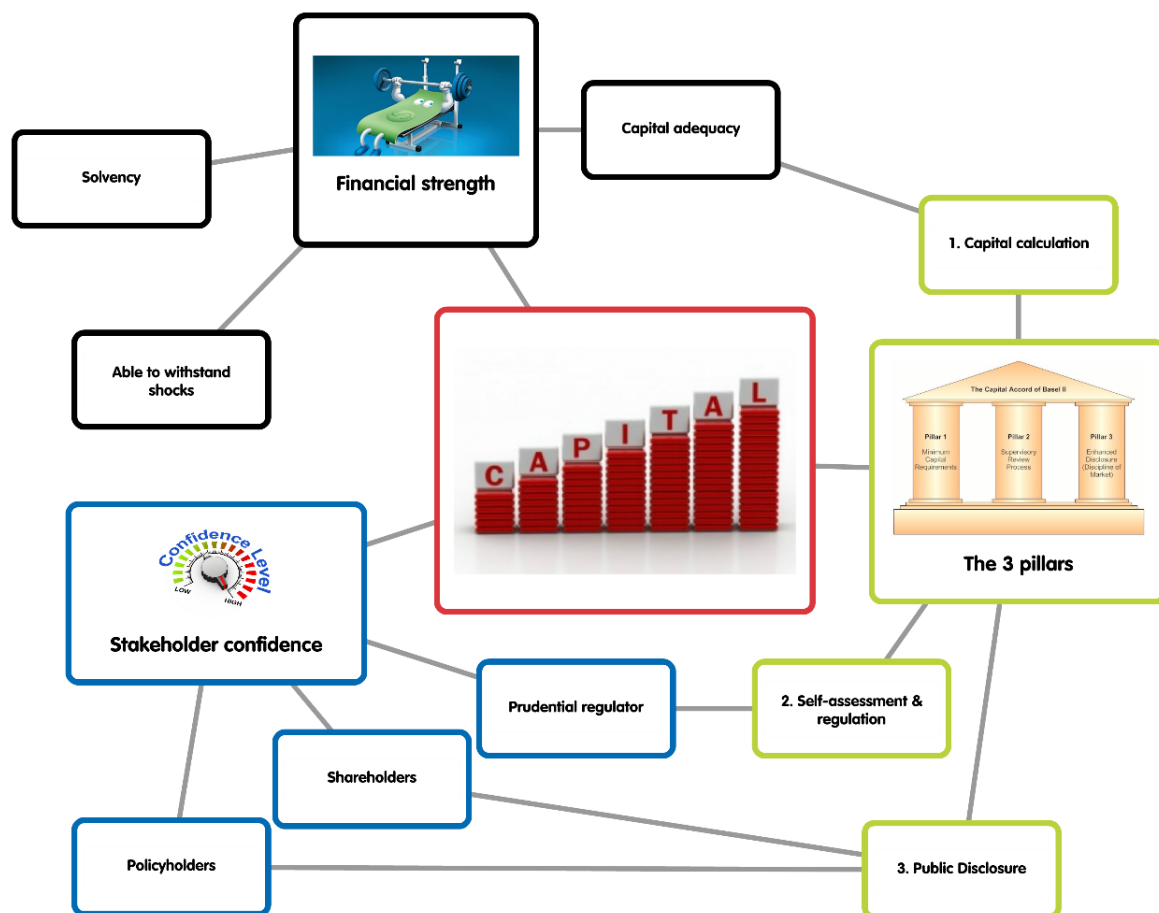 Financial strength
Capital adequacy
Solvency
1. Capital calculation
Able to withstand
shocks
CAPITAL
The Capital Accord of Basel II
Pillar 1
Minimum
Capital
Requirements
Pillar 2
Supervisory
Review
Process
Pillar 3
Enhanced
Disclosure
(Discipline of
Market)
The 3 pillars
Confidence Level
LOW
HIGH
Stakeholder confidence
Prudential regulator
2. Self-assessment &
regulation
Shareholders
Policyholders
3. Public Disclosure